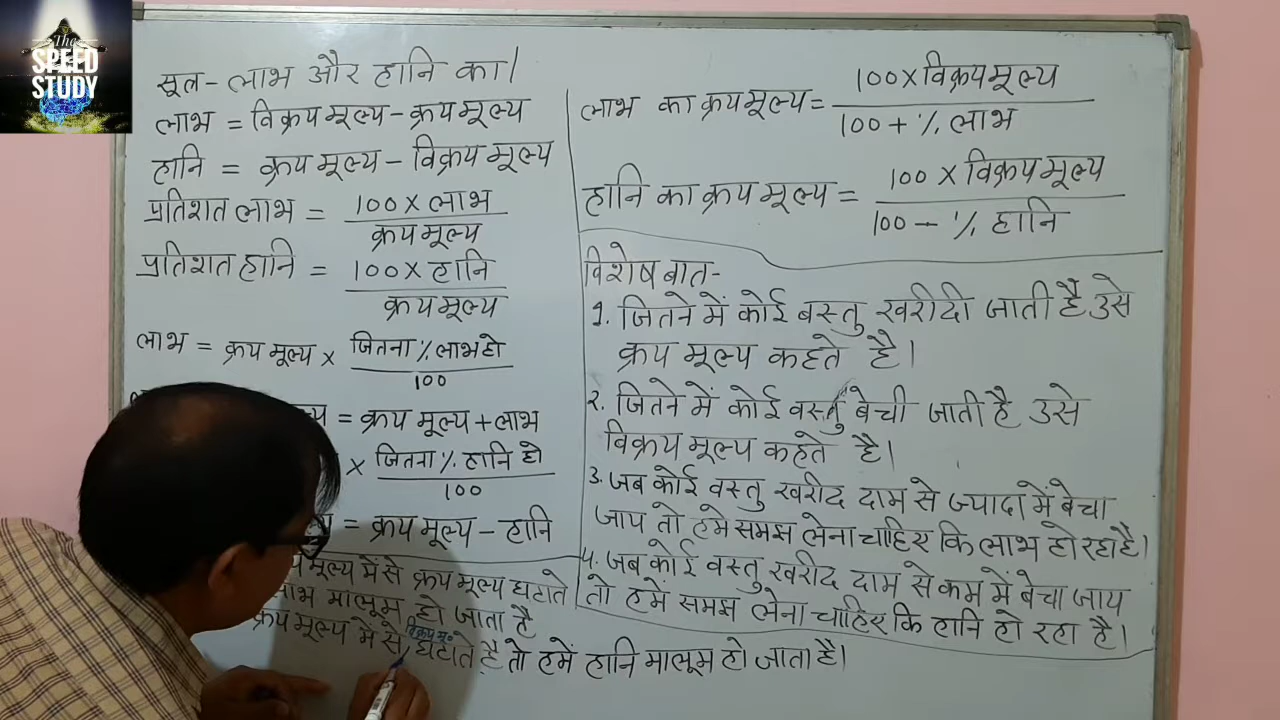 The
SPEED
STUDY
सूत्र - लाभ और हानि का।
लाभ = विक्रय मूल्य - क्रय मूल्य
हानि = क्रय मूल्य - विक्रय मूल्य
प्रतिशत लाभ = 100 × लाभ
क्रय मूल्य
प्रतिशत हानि = 100 × हानि
क्रय मूल्य
लाभ = क्रय मूल्य × जितना % लाभ हो
100
= क्रय मूल्य + लाभ
× जितना % हानि हो
100
= क्रय मूल्य - हानि
मूल्य में से क्रय मूल्य घटाते
लाभ मालूम हो जाता है
क्रय मूल्य में से विक्रय मू० घटाते है तो हमें हानि मालूम हो जाता है।
लाभ का क्रय मूल्य = 100 × विक्रय मूल्य
100 + % लाभ
हानि का क्रय मूल्य = 100 × विक्रय मूल्य
100 - % हानि
विशेष बात-
1. जितने में कोई वस्तु खरीदी जाती है उसे
क्रय मूल्य कहते है।
2. जितने में कोई वस्तु बेची जाती है उसे
विक्रय मूल्य कहते है।
3. जब कोई वस्तु खरीद दाम से ज्यादा में बेचा
जाय तो हमे समझ लेना चाहिए कि लाभ हो रहा है।
4. जब कोई वस्तु खरीद दाम से कम में बेचा जाय
तो हमें समझ लेना चाहिए कि हानि हो रहा है।